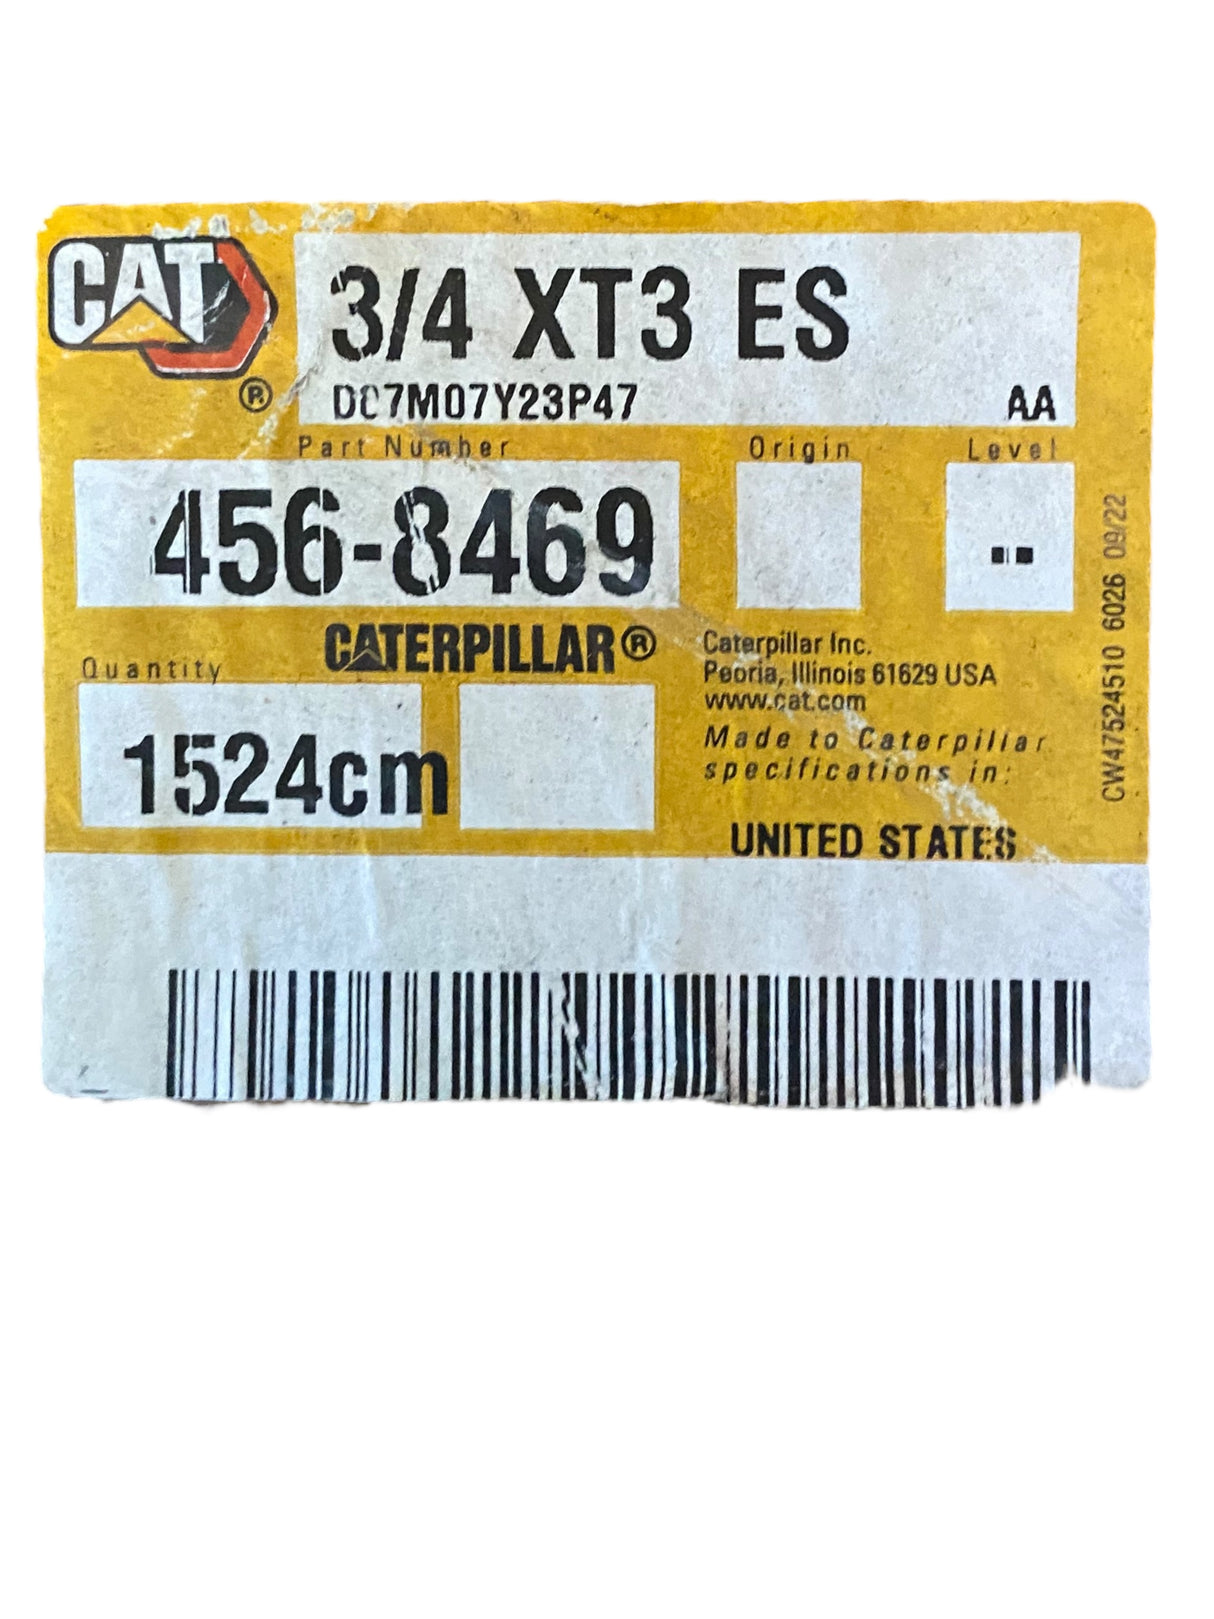 CAT
®
3/4 XT3 ES
D07M07Y23P47 AA
Part Number Origin Level
456-8469 --
CATERPILLAR®
Quantity
1524cm
Caterpillar Inc.
Peoria, Illinois 61629 USA
www.cat.com
Made to Caterpillar
specifications in:
UNITED STATES
CW47524510 6026 09/22